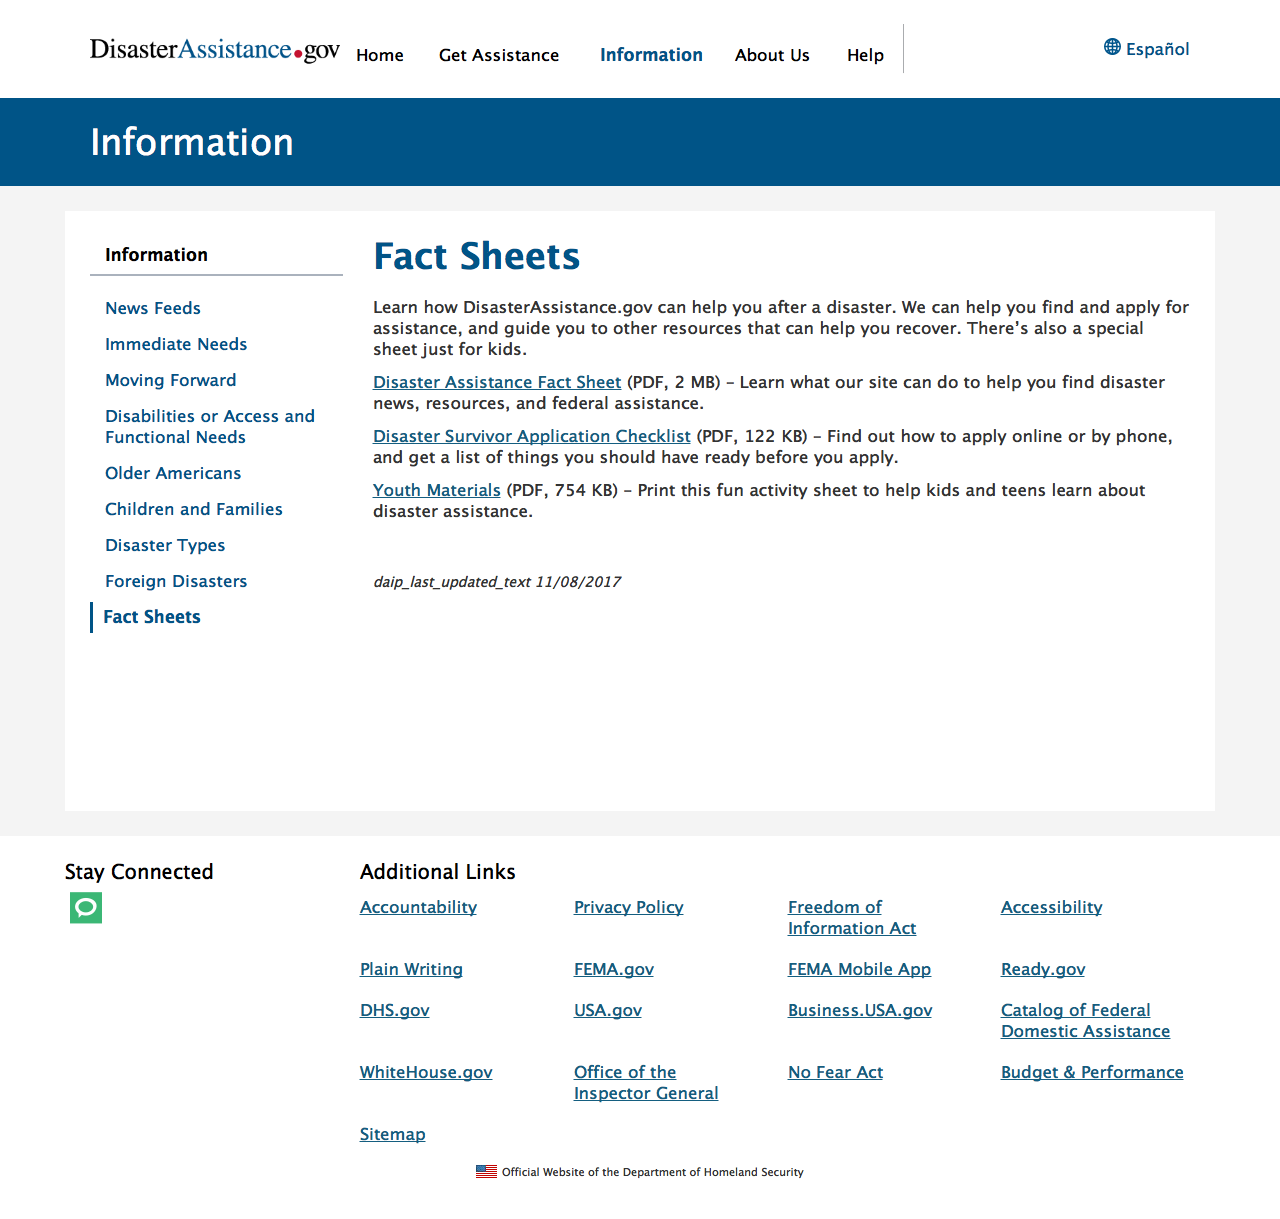 DisasterAssistance.gov
Home Get Assistance Information About Us Help
Español
Information
Information
News Feeds
Immediate Needs
Moving Forward
Disabilities or Access and
Functional Needs
Older Americans
Children and Families
Disaster Types
Foreign Disasters
Fact Sheets
Fact Sheets
Learn how DisasterAssistance.gov can help you after a disaster. We can help you find and apply for
assistance, and guide you to other resources that can help you recover. There’s also a special
sheet just for kids.
Disaster Assistance Fact Sheet (PDF, 2 MB) – Learn what our site can do to help you find disaster
news, resources, and federal assistance.
Disaster Survivor Application Checklist (PDF, 122 KB) – Find out how to apply online or by phone,
and get a list of things you should have ready before you apply.
Youth Materials (PDF, 754 KB) – Print this fun activity sheet to help kids and teens learn about
disaster assistance.
daip_last_updated_text 11/08/2017
Stay Connected
Additional Links
Accountability
Privacy Policy
Freedom of
Information Act
Accessibility
Plain Writing
FEMA.gov
FEMA Mobile App
Ready.gov
DHS.gov
USA.gov
Business.USA.gov
Catalog of Federal
Domestic Assistance
WhiteHouse.gov
Office of the
Inspector General
No Fear Act
Budget & Performance
Sitemap
Official Website of the Department of Homeland Security